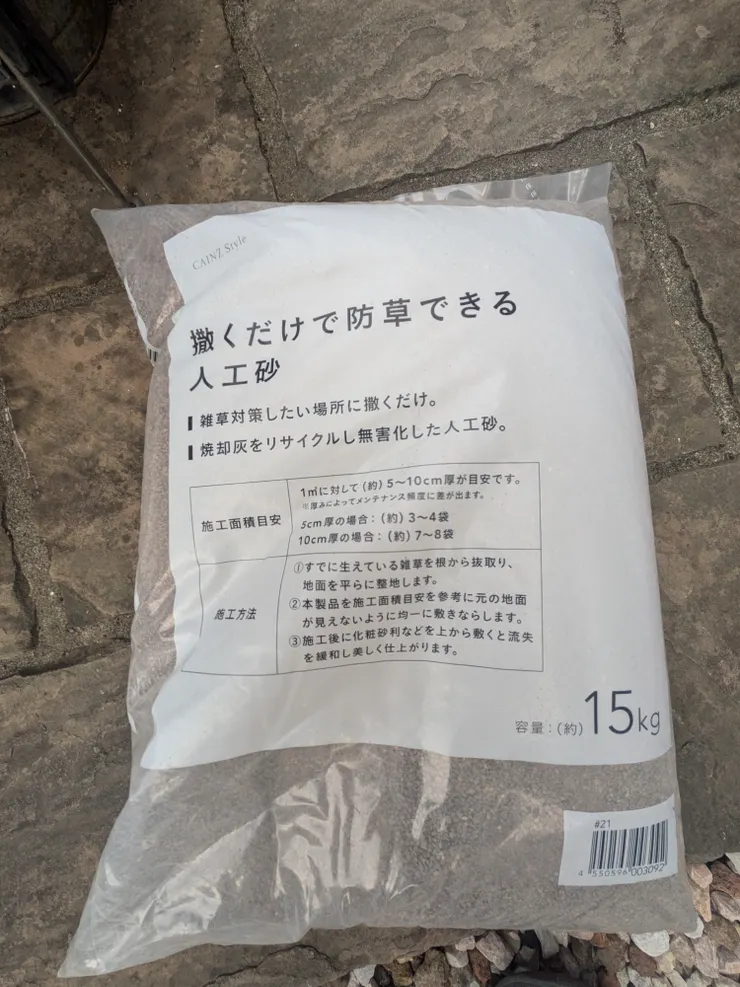 CAINZ Style
撒くだけで防草できる
人工砂
雑草対策したい場所に撒くだけ。
焼却灰をリサイクルし無害化した人工砂。
施工面積目安
1㎡に対して(約)5〜10cm厚が目安です。
※厚みによってメンテナンス頻度に差が出ます。
5cm厚の場合:(約)3〜4袋
10cm厚の場合:(約)7〜8袋
施工方法
①すでに生えている雑草を根から抜取り、
地面を平らに整地します。
②本製品を施工面積目安を参考に元の地面
が見えないように均一に敷きならします。
③施工後に化粧砂利などを上から敷くと流失
を緩和し美しく仕上がります。
容量:(約)15kg
#21
4 550596 003092